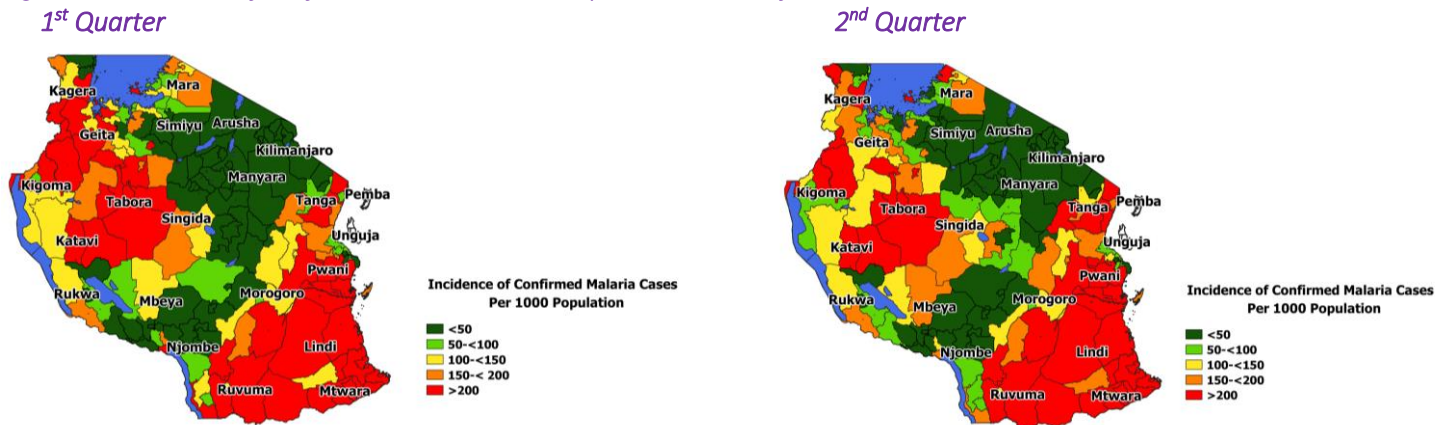 1st Quarter
2nd Quarter
Kagera
Mara
Geita
Simiyu
Arusha
Kilimanjaro
Manyara
Kigoma
Tabora
Tanga
Pemba
Singida
Unguja
Katavi
Pwani
Rukwa
Mbeya
Morogoro
Njombe
Lindi
Ruvuma
Mtwara
Incidence of Confirmed Malaria Cases
Per 1000 Population
<50
50-<100
100-<150
150-< 200
>200
Kagera
Mara
Geita
Simiyu
Arusha
Kilimanjaro
Manyara
Kigoma
Tabora
Tanga
Pemba
Singida
Unguja
Katavi
Pwani
Rukwa
Mbeya
Morogoro
Njombe
Lindi
Ruvuma
Mtwara
Incidence of Confirmed Malaria Cases
Per 1000 Population
<50
50-<100
100-<150
150-<200
>200